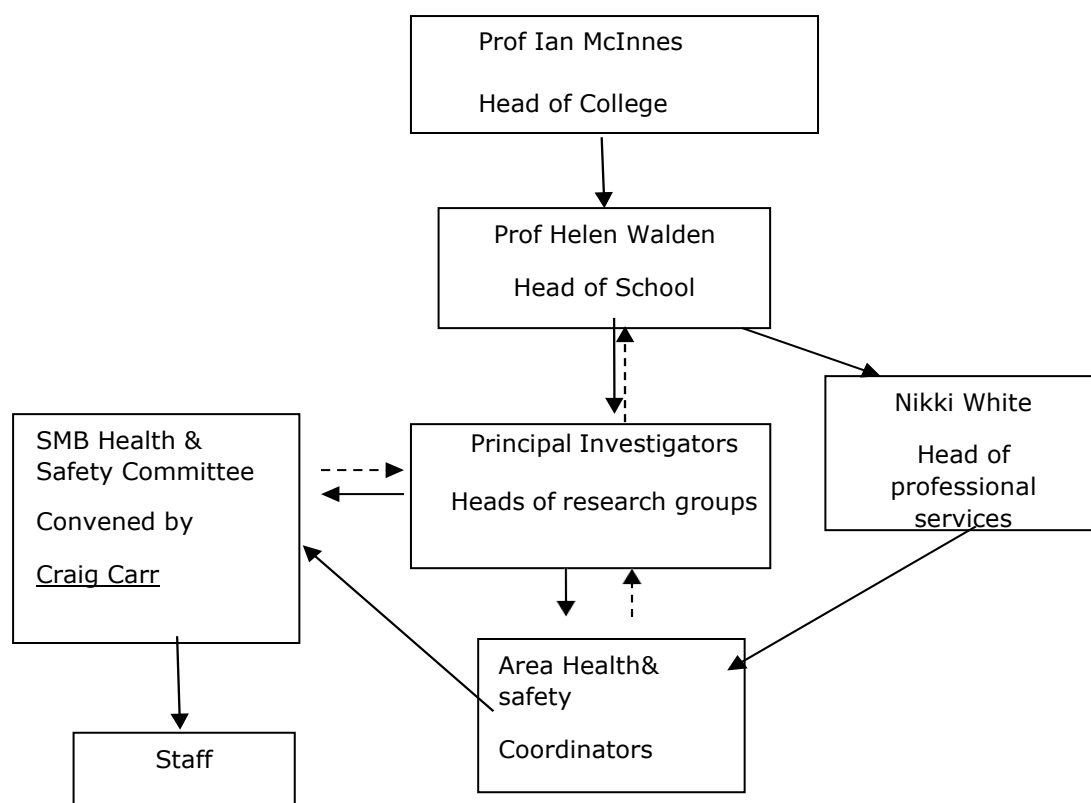 Prof Ian McInnes
Head of College
Prof Helen Walden
Head of School
Nikki White
Head of
professional
services
SMB Health &
Safety Committee
Convened by
Craig Carr
Principal Investigators
Heads of research groups
Area Health&
safety
Coordinators
Staff